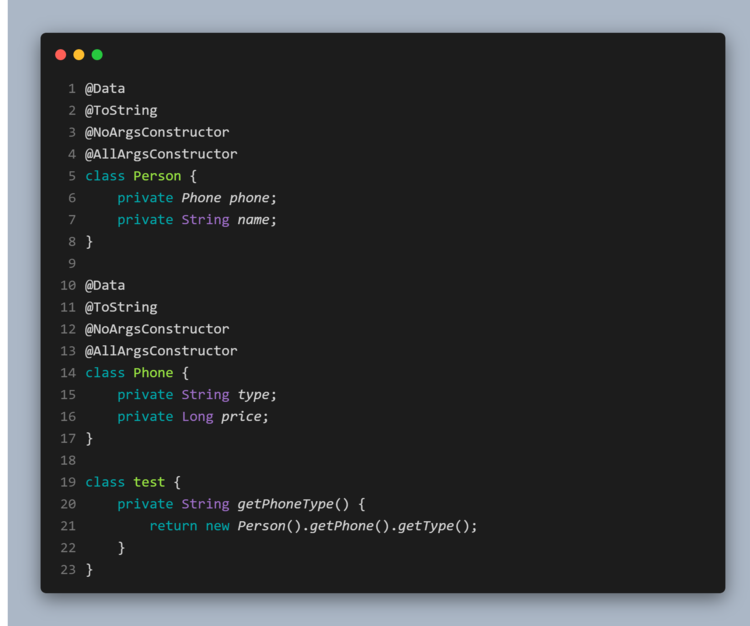 1 @Data
2 @ToString
3 @NoArgsConstructor
4 @AllArgsConstructor
5 class Person {
6     private Phone phone;
7     private String name;
8 }
9
10 @Data
11 @ToString
12 @NoArgsConstructor
13 @AllArgsConstructor
14 class Phone {
15     private String type;
16     private Long price;
17 }
18
19 class test {
20     private String getPhoneType() {
21         return new Person().getPhone().getType();
22     }
23 }